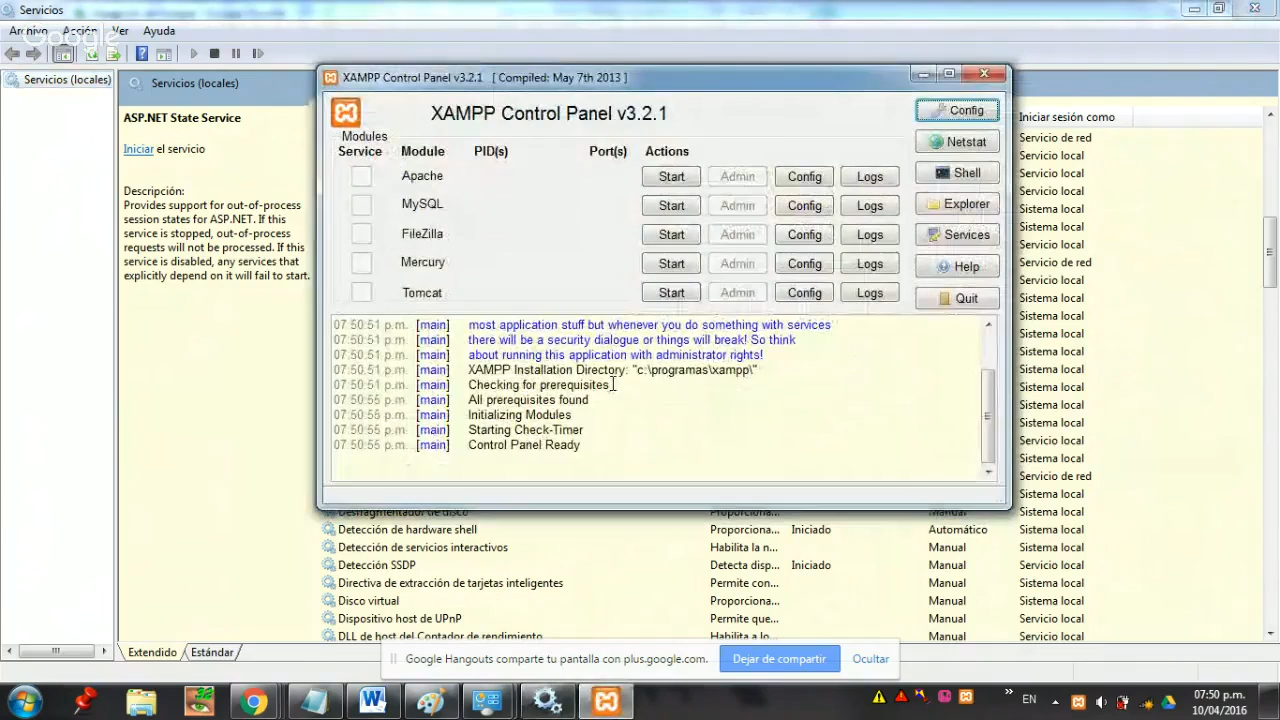 Servicios
Archivo Acción Ver Ayuda
Google
Servicios (locales)
Servicios (locales)
ASP.NET State Service
Iniciar el servicio
Descripción:
Provides support for out-of-process
session states for ASP.NET. If this
service is stopped, out-of-process
requests will not be processed. If this
service is disabled, any services that
explicitly depend on it will fail to start.
XAMPP Control Panel v3.2.1 [ Compiled: May 7th 2013 ]
XAMPP Control Panel v3.2.1
Config
Modules
Service Module PID(s) Port(s) Actions
Netstat
Apache Start Admin Config Logs
Shell
MySQL Start Admin Config Logs
Explorer
FileZilla Start Admin Config Logs
Services
Mercury Start Admin Config Logs
Help
Tomcat Start Admin Config Logs
Quit
07:50:51 p.m. [main] most application stuff but whenever you do something with services
07:50:51 p.m. [main] there will be a security dialogue or things will break! So think
07:50:51 p.m. [main] about running this application with administrator rights!
07:50:51 p.m. [main] XAMPP Installation Directory: "c:\programas\xampp\"
07:50:51 p.m. [main] Checking for prerequisites
07:50:55 p.m. [main] All prerequisites found
07:50:55 p.m. [main] Initializing Modules
07:50:55 p.m. [main] Starting Check-Timer
07:50:55 p.m. [main] Control Panel Ready
Iniciar sesión como
Servicio de red
Servicio local
Servicio local
Servicio local
Sistema local
Sistema local
Servicio local
Servicio de red
Servicio local
Sistema local
Sistema local
Sistema local
Sistema local
Sistema local
Sistema local
Sistema local
Servicio local
Sistema local
Servicio local
Servicio de red
Sistema local
Desfragmentador de disco Proporciona... Manual Sistema local
Detección de hardware shell Proporciona... Iniciado Automático Sistema local
Detección de servicios interactivos Habilita la n... Manual Sistema local
Detección SSDP Detecta disp... Iniciado Manual Servicio local
Directiva de extracción de tarjetas inteligentes Permite con... Manual Sistema local
Disco virtual Proporciona... Manual Sistema local
Dispositivo host de UPnP Permite que... Manual Servicio local
DLL de host del Contador de rendimiento Habilita a lo... Manual Servicio local
Extendido Estándar
Google Hangouts comparte tu pantalla con plus.google.com. Dejar de compartir Ocultar
EN
07:50 p.m.
10/04/2016